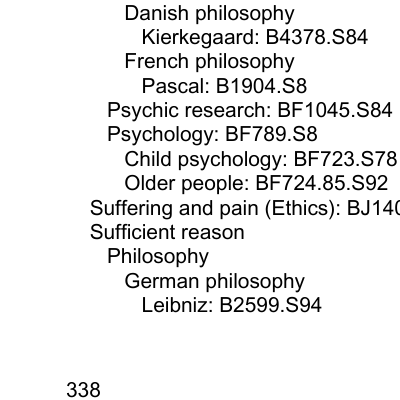 Danish philosophy
Kierkegaard: B4378.S84
French philosophy
Pascal: B1904.S8
Psychic research: BF1045.S84
Psychology: BF789.S8
Child psychology: BF723.S78
Older people: BF724.85.S92
Suffering and pain (Ethics): BJ140
Sufficient reason
Philosophy
German philosophy
Leibniz: B2599.S94
338